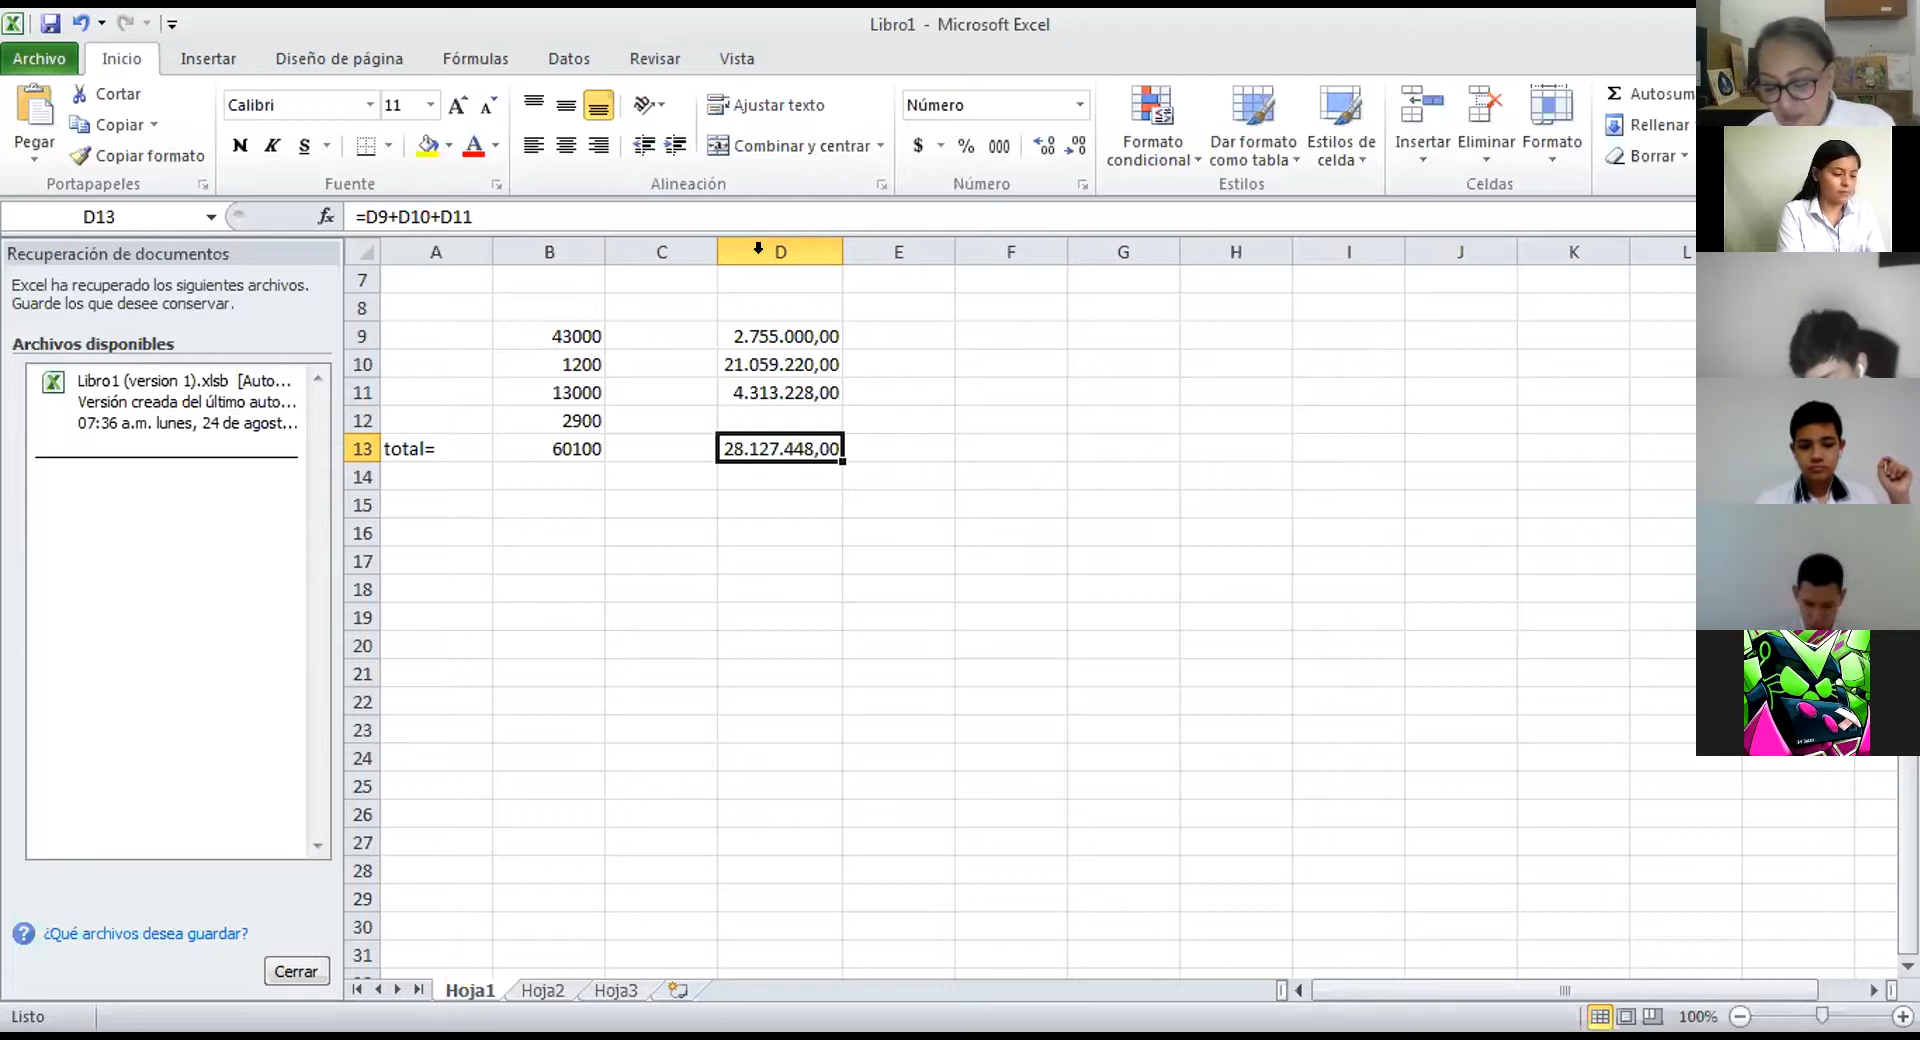 Libro1 - Microsoft Excel
Archivo Inicio Insertar Diseño de página Fórmulas Datos Revisar Vista
Pegar
Cortar
Copiar
Copiar formato
Portapapeles
Calibri 11
N K S
Fuente
Ajustar texto
Combinar y centrar
Alineación
Número
$ % 000
Número
Formato condicional
Dar formato como tabla
Estilos de celda
Estilos
Insertar Eliminar Formato
Celdas
Σ Autosum
Rellenar
Borrar
D13 fx =D9+D10+D11
Recuperación de documentos
Excel ha recuperado los siguientes archivos.
Guarde los que desee conservar.
Archivos disponibles
Libro1 (version 1).xlsb [Auto...
Versión creada del último auto...
07:36 a.m. lunes, 24 de agost...
¿Qué archivos desea guardar?
Cerrar
A B C D E F G H I J K L
7
8
9 43000 2.755.000,00
10 1200 21.059.220,00
11 13000 4.313.228,00
12 2900
13 total= 60100 28.127.448,00
14
15
16
17
18
19
20
21
22
23
24
25
26
27
28
29
30
31
Hoja1 Hoja2 Hoja3
Listo 100%